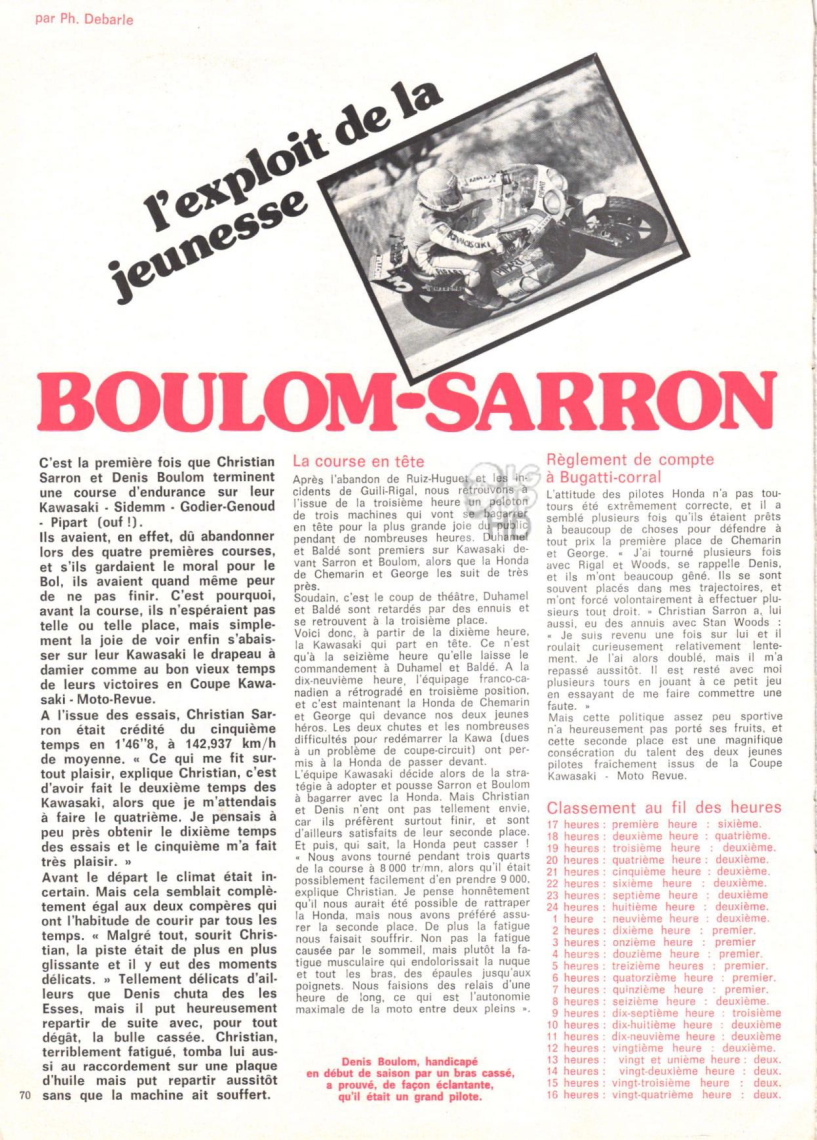 par Ph. Debarle
l'exploit de la
jeunesse
BOULOM-SARRON
C'est la première fois que Christian
Sarron et Denis Boulom terminent
une course d'endurance sur leur
Kawasaki - Sidemm - Godier-Genoud
- Pipart (ouf !).
Ils avaient, en effet, dû abandonner
lors des quatre premières courses,
et s'ils gardaient le moral pour le
Bol, ils avaient quand même peur
de ne pas finir. C'est pourquoi,
avant la course, ils n'espéraient pas
telle ou telle place, mais simple-
ment la joie de voir enfin s'abais-
ser sur leur Kawasaki le drapeau à
damier comme au bon vieux temps
de leurs victoires en Coupe Kawa-
saki - Moto-Revue.
A l'issue des essais, Christian Sar-
ron était crédité du cinquième
temps en 1'46"8, à 142,937 km/h
de moyenne. « Ce qui me fit sur-
tout plaisir, explique Christian, c'est
d'avoir fait le deuxième temps des
Kawasaki, alors que je m'attendais
à faire le quatrième. Je pensais à
peu près obtenir le dixième temps
des essais et le cinquième m'a fait
très plaisir. »
Avant le départ le climat était in-
certain. Mais cela semblait complè-
tement égal aux deux compères qui
ont l'habitude de courir par tous les
temps. « Malgré tout, sourit Chris-
tian, la piste était de plus en plus
glissante et il y eut des moments
délicats. » Tellement délicats d'ail-
leurs que Denis chuta des les
Esses, mais il put heureusement
repartir de suite avec, pour tout
dégât, la bulle cassée. Christian,
terriblement fatigué, tomba lui aus-
si au raccordement sur une plaque
d'huile mais put repartir aussitôt
sans que la machine ait souffert.
70
La course en tête
Après l'abandon de Ruiz-Huguet et les in-
cidents de Guili-Rigal, nous retrouvons à
l'issue de la troisième heure un peloton
de trois machines qui vont se bagarrer
en tête pour la plus grande joie du public
pendant de nombreuses heures. Duhamel
et Baldé sont premiers sur Kawasaki de-
vant Sarron et Boulom, alors que la Honda
de Chemarin et George les suit de très
près.
Soudain, c'est le coup de théâtre, Duhamel
et Baldé sont retardés par des ennuis et
se retrouvent à la troisième place.
Voici donc, à partir de la dixième heure,
la Kawasaki qui part en tête. Ce n'est
qu'à la seizième heure qu'elle laisse le
commandement à Duhamel et Baldé. A la
dix-neuvième heure, l'équipage franco-ca-
nadien a rétrogradé en troisième position,
et c'est maintenant la Honda de Chemarin
et George qui devance nos deux jeunes
héros. Les deux chutes et les nombreuses
difficultés pour redémarrer la Kawa (dues
à un problème de coupe-circuit) ont per-
mis à la Honda de passer devant.
L'équipe Kawasaki décide alors de la stra-
tégie à adopter et pousse Sarron et Boulom
à bagarrer avec la Honda. Mais Christian
et Denis n'ent ont pas tellement envie,
car ils préfèrent surtout finir, et sont
d'ailleurs satisfaits de leur seconde place.
Et puis, qui sait, la Honda peut casser !
« Nous avons tourné pendant trois quarts
de la course à 8 000 tr/mn, alors qu'il était
possiblement facilement d'en prendre 9 000,
explique Christian. Je pense honnêtement
qu'il nous aurait été possible de rattraper
la Honda, mais nous avons préféré assu-
rer la seconde place. De plus la fatigue
nous faisait souffrir. Non pas la fatigue
causée par le sommeil, mais plutôt la fa-
tigue musculaire qui endolorissait la nuque
et tout les bras, des épaules jusqu'aux
poignets. Nous faisions des relais d'une
heure de long, ce qui est l'autonomie
maximale de la moto entre deux pleins ».
Denis Boulom, handicapé
en début de saison par un bras cassé,
a prouvé, de façon éclantante,
qu'il était un grand pilote.
Règlement de compte
à Bugatti-corral
L'attitude des pilotes Honda n'a pas tou-
tours été extrêmement correcte, et il a
semblé plusieurs fois qu'ils étaient prêts
à beaucoup de choses pour défendre à
tout prix la première place de Chemarin
et George. « J'ai tourné plusieurs fois
avec Rigal et Woods, se rappelle Denis,
et ils m'ont beaucoup gêné. Ils se sont
souvent placés dans mes trajectoires, et
m'ont forcé volontairement à effectuer plu-
sieurs tout droit. » Christian Sarron a, lui
aussi, eu des annuis avec Stan Woods :
« Je suis revenu une fois sur lui et il
roulait curieusement relativement lente-
ment. Je l'ai alors doublé, mais il m'a
repassé aussitôt. Il est resté avec moi
plusieurs tours en jouant à ce petit jeu
en essayant de me faire commettre une
faute. »
Mais cette politique assez peu sportive
n'a heureusement pas porté ses fruits, et
cette seconde place est une magnifique
consécration du talent des deux jeunes
pilotes fraichement issus de la Coupe
Kawasaki - Moto Revue.
Classement au fil des heures
17 heures : première heure : sixième.
18 heures : deuxième heure : quatrième.
19 heures : troisième heure : deuxième.
20 heures : quatrième heure : deuxième.
21 heures : cinquième heure : deuxième.
22 heures : sixième heure : deuxième.
23 heures : septième heure : deuxième
24 heures : huitième heure : deuxième.
1 heure : neuvième heure : deuxième.
2 heures : dixième heure : premier.
3 heures : onzième heure : premier
4 heures : douzième heure : premier.
5 heures : treizième heures : premier.
6 heures : quatorzième heure : premier.
7 heures : quinzième heure : premier.
8 heures : seizième heure : deuxième.
9 heures : dix-septième heure : troisième
10 heures : dix-huitième heure : deuxième
11 heures : dix-neuvième heure : deuxième
12 heures : vingtième heure : deuxième.
13 heures : vingt et unième heure : deux.
14 heures : vingt-deuxième heure : deux.
15 heures : vingt-troisième heure : deux.
16 heures : vingt-quatrième heure : deux.